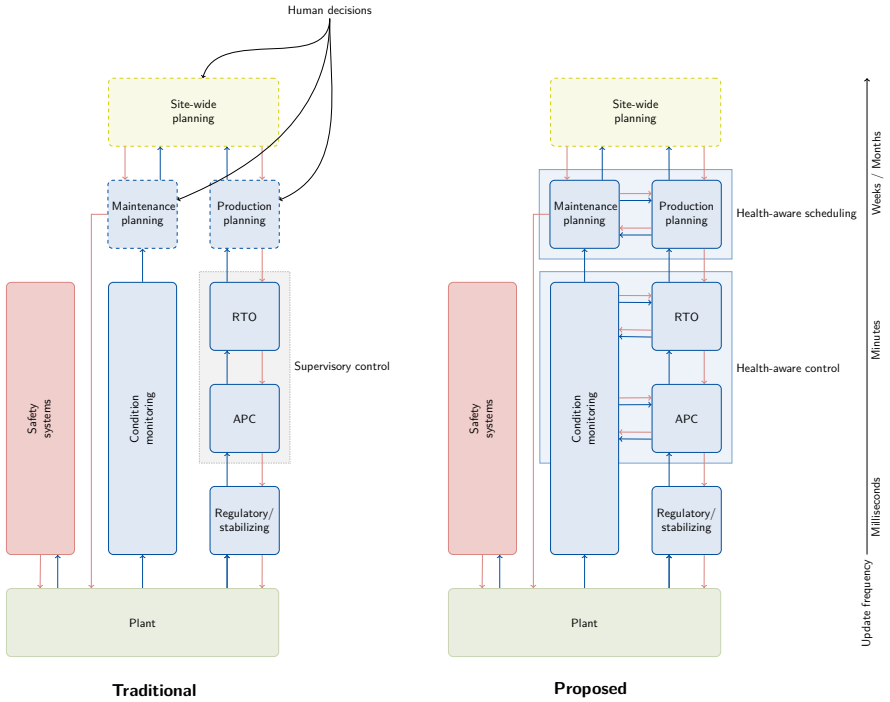 Human decisions
Site-wide
planning
Maintenance
planning
Production
planning
RTO
Supervisory control
APC
Safety
systems
Condition
monitoring
Regulatory/
stabilizing
Plant
Traditional
Site-wide
planning
Maintenance
planning
Production
planning
Health-aware scheduling
RTO
Health-aware control
APC
Safety
systems
Condition
monitoring
Regulatory/
stabilizing
Plant
Proposed
Weeks / Months
Minutes
Milliseconds
Update frequency